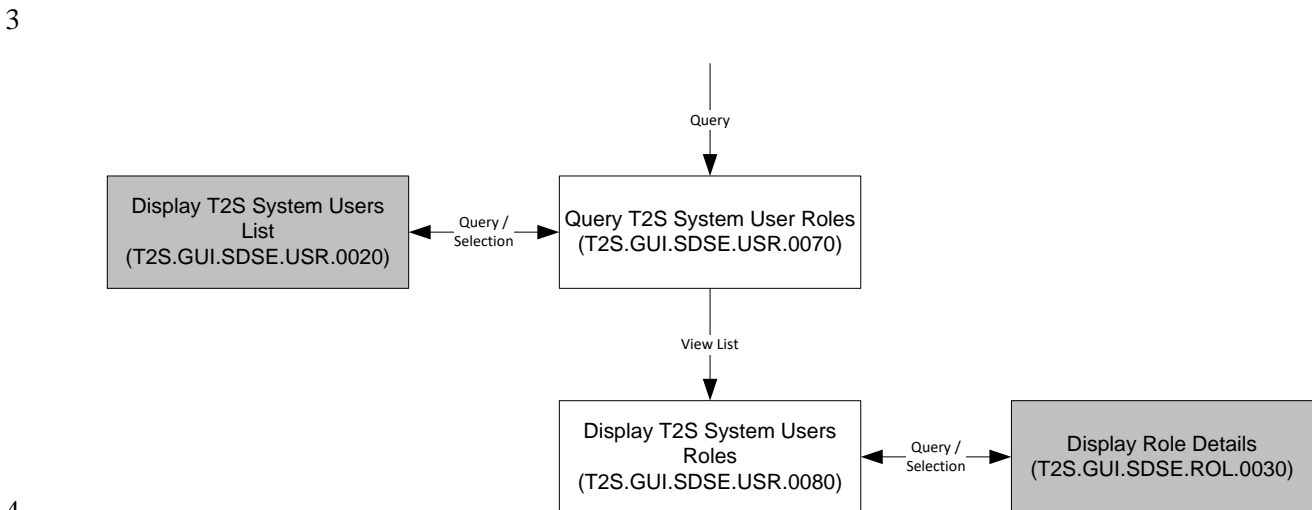 3
Query
Display T2S System Users
List
(T2S.GUI.SDSE.USR.0020)
Query /
Selection
Query T2S System User Roles
(T2S.GUI.SDSE.USR.0070)
View List
Display T2S System Users
Roles
(T2S.GUI.SDSE.USR.0080)
Query /
Selection
Display Role Details
(T2S.GUI.SDSE.ROL.0030)
4